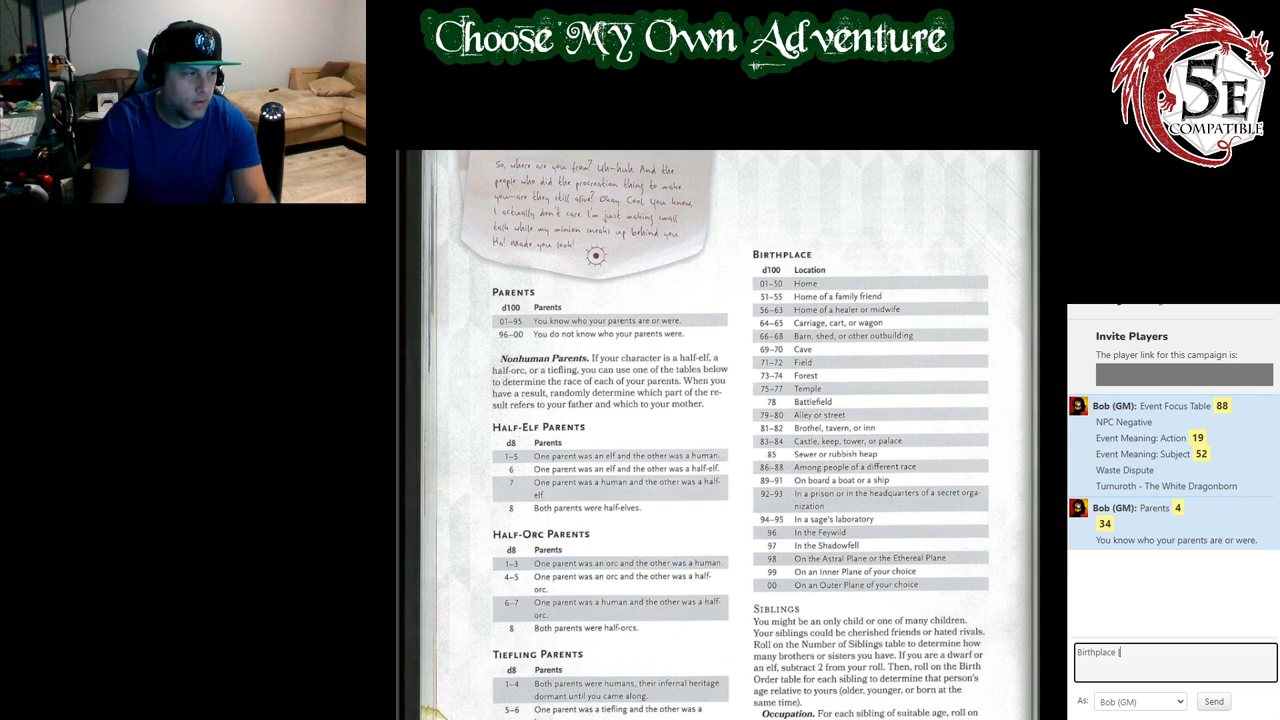 Choose My Own Adventure
5E
COMPATIBLE
So, where are you from? Uh-huh. And the
people who did the procreation thing to make
you—are they still alive? Okay. Cool. You know,
I actually don't care. I'm just making small
talk while my minion sneaks up behind you.
Ha! Made you look!
PARENTS
d100 Parents
01–95 You know who your parents are or were.
96–00 You do not know who your parents were.
Nonhuman Parents. If your character is a half-elf, a
half-orc, or a tiefling, you can use one of the tables below
to determine the race of each of your parents. When you
have a result, randomly determine which part of the re-
sult refers to your father and which to your mother.
HALF-ELF PARENTS
d8 Parents
1–5 One parent was an elf and the other was a human.
6 One parent was an elf and the other was a half-elf.
7 One parent was a human and the other was a half-
elf.
8 Both parents were half-elves.
HALF-ORC PARENTS
d8 Parents
1–3 One parent was an orc and the other was a human.
4–5 One parent was an orc and the other was a half-
orc.
6–7 One parent was a human and the other was a half-
orc.
8 Both parents were half-orcs.
TIEFLING PARENTS
d8 Parents
1–4 Both parents were humans, their infernal heritage
dormant until you came along.
5–6 One parent was a tiefling and the other was a
BIRTHPLACE
d100 Location
01–50 Home
51–55 Home of a family friend
56–63 Home of a healer or midwife
64–65 Carriage, cart, or wagon
66–68 Barn, shed, or other outbuilding
69–70 Cave
71–72 Field
73–74 Forest
75–77 Temple
78 Battlefield
79–80 Alley or street
81–82 Brothel, tavern, or inn
83–84 Castle, keep, tower, or palace
85 Sewer or rubbish heap
86–88 Among people of a different race
89–91 On board a boat or a ship
92–93 In a prison or in the headquarters of a secret orga-
nization
94–95 In a sage's laboratory
96 In the Feywild
97 In the Shadowfell
98 On the Astral Plane or the Ethereal Plane
99 On an Inner Plane of your choice
00 On an Outer Plane of your choice
SIBLINGS
You might be an only child or one of many children.
Your siblings could be cherished friends or hated rivals.
Roll on the Number of Siblings table to determine how
many brothers or sisters you have. If you are a dwarf or
an elf, subtract 2 from your roll. Then, roll on the Birth
Order table for each sibling to determine that person's
age relative to yours (older, younger, or born at the
same time).
Occupation. For each sibling of suitable age, roll on
Invite Players
The player link for this campaign is:
Bob (GM): Event Focus Table 88
NPC Negative
Event Meaning: Action 19
Event Meaning: Subject 52
Waste Dispute
Turnuroth - The White Dragonborn
Bob (GM): Parents 4
34
You know who your parents are or were.
Birthplace [
As: Bob (GM) Send